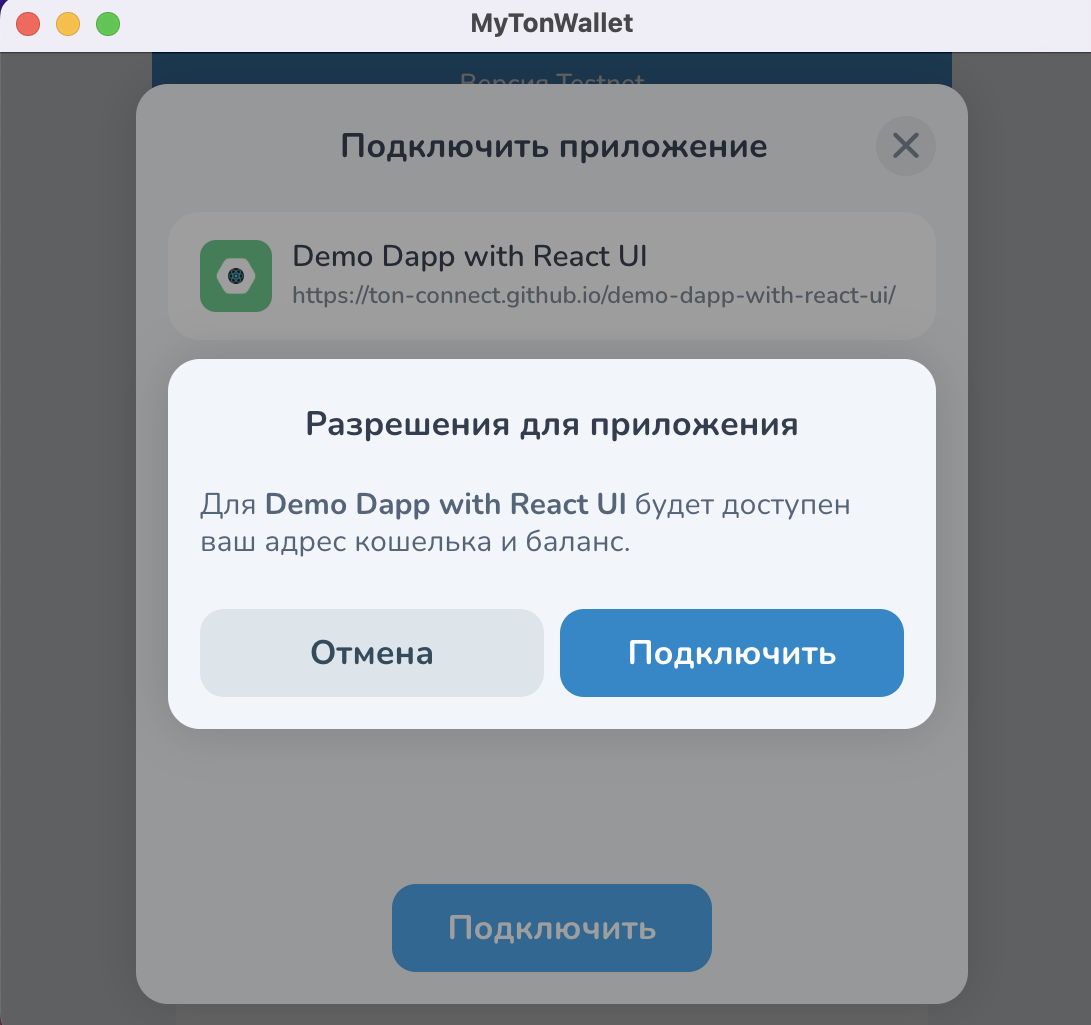 MyTonWallet
Версия Testnet
Подключить приложение
Demo Dapp with React UI
https://ton-connect.github.io/demo-dapp-with-react-ui/
Разрешения для приложения
Для Demo Dapp with React UI будет доступен
ваш адрес кошелька и баланс.
Отмена
Подключить
Подключить